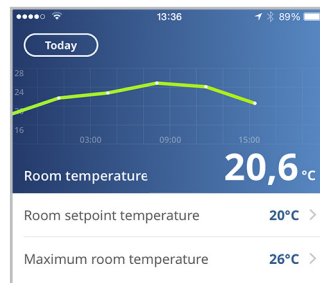 13:36
89%
Today
28
24
20
16
03:00
09:00
15:00
Room temperature
20,6 °C
Room setpoint temperature
20°C
Maximum room temperature
26°C